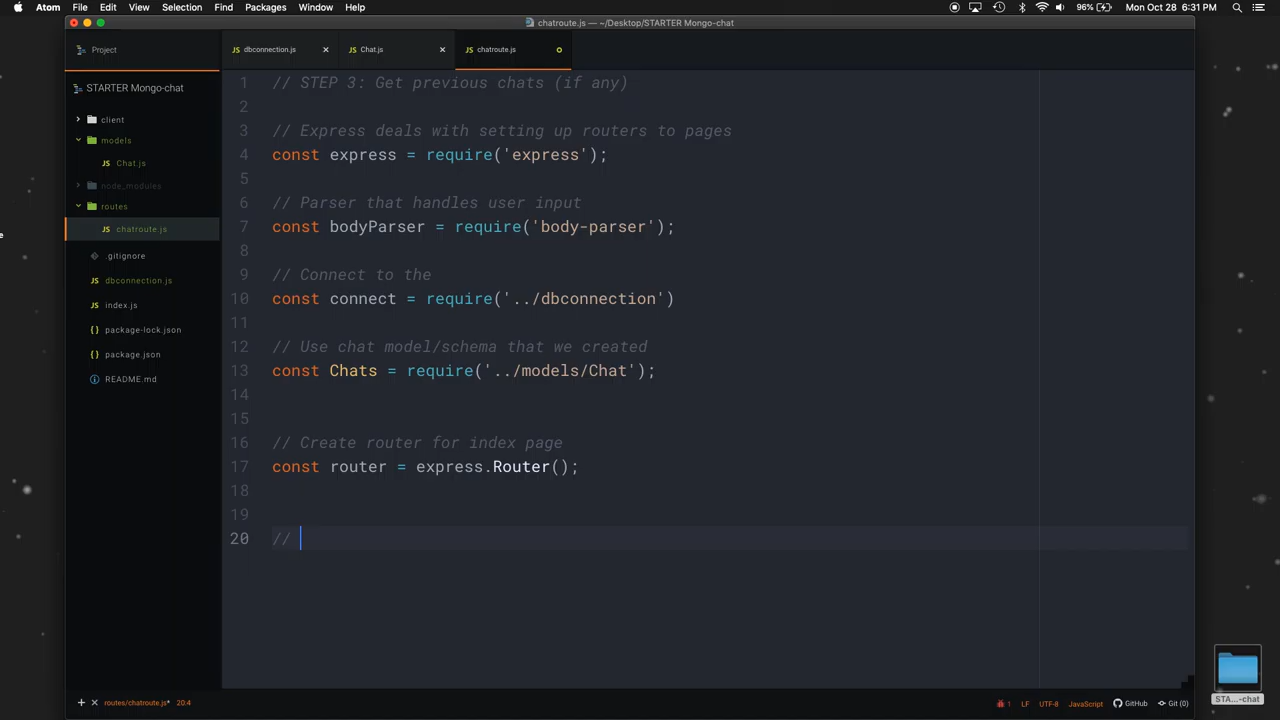 Atom File Edit View Selection Find Packages Window Help 96% Mon Oct 28 6:31 PM
chatroute.js — ~/Desktop/STARTER Mongo-chat
Project
dbconnection.js
Chat.js
chatroute.js
STARTER Mongo-chat
client
models
Chat.js
node_modules
routes
chatroute.js
.gitignore
dbconnection.js
index.js
package-lock.json
package.json
README.md
1 // STEP 3: Get previous chats (if any)
2
3 // Express deals with setting up routers to pages
4 const express = require('express');
5
6 // Parser that handles user input
7 const bodyParser = require('body-parser');
8
9 // Connect to the
10 const connect = require('../dbconnection')
11
12 // Use chat model/schema that we created
13 const Chats = require('../models/Chat');
14
15
16 // Create router for index page
17 const router = express.Router();
18
19
20 //
STA...-chat
routes/chatroute.js* 20:4 1 LF UTF-8 JavaScript GitHub Git (0)